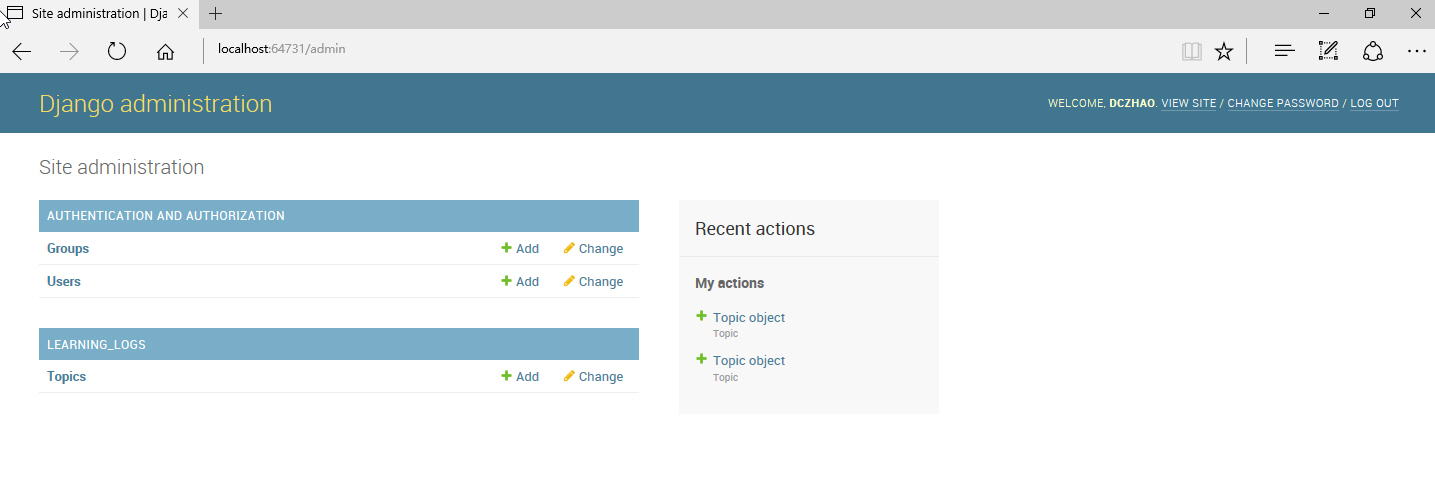 Site administration | Dja
localhost:64731/admin
Django administration
WELCOME, DCZHAO. VIEW SITE / CHANGE PASSWORD / LOG OUT
Site administration
AUTHENTICATION AND AUTHORIZATION
Groups Add Change
Users Add Change
LEARNING_LOGS
Topics Add Change
Recent actions
My actions
Topic object
Topic
Topic object
Topic